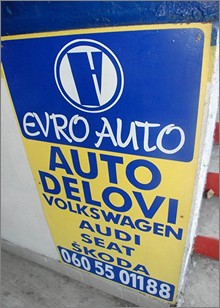 EVRO AUTO
AUTO
DELOVI
VOLKSWAGEN
AUDI
SEAT
ŠKODA
060 55 01188